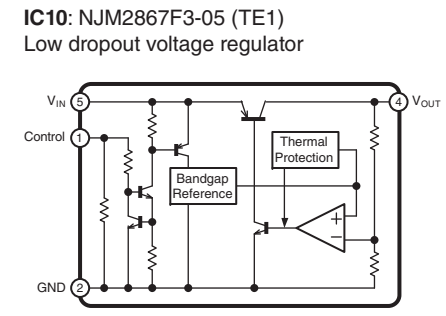 IC10: NJM2867F3-05 (TE1)
Low dropout voltage regulator
VIN 5
4 VOUT
Control 1
Thermal
Protection
Bandgap
Reference
+
−
GND 2